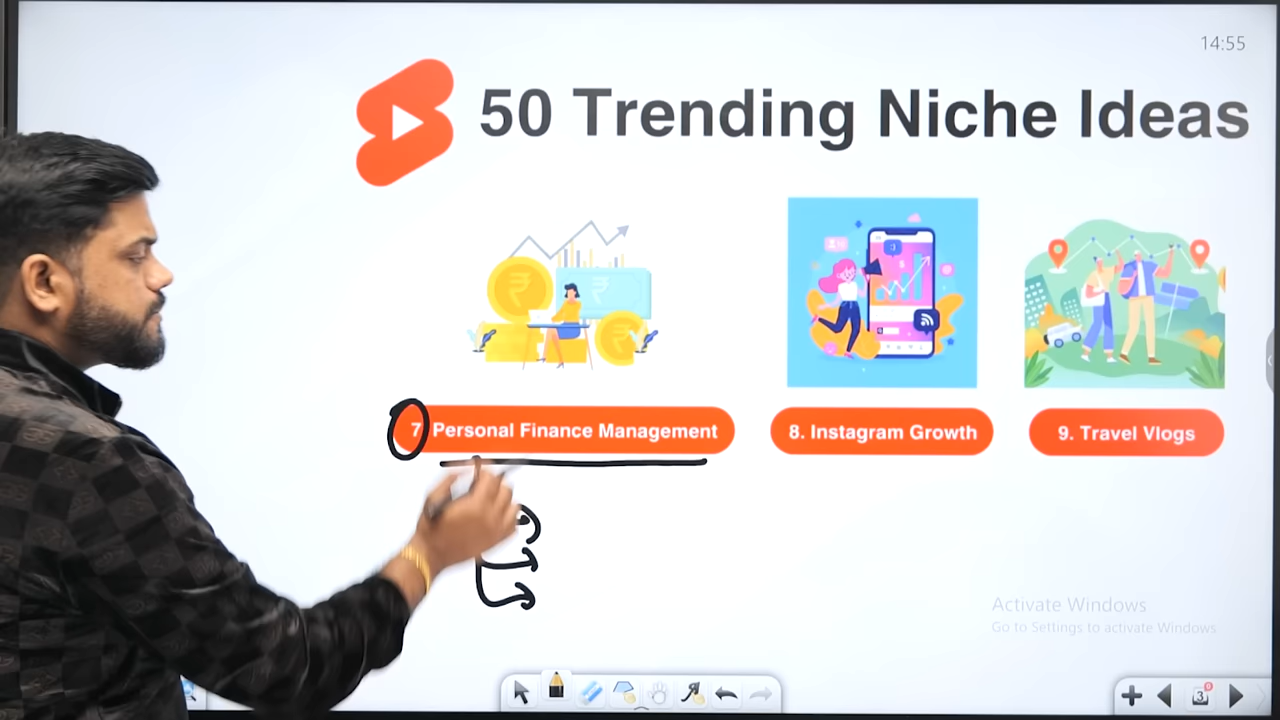 14:55
50 Trending Niche Ideas
7. Personal Finance Management
8. Instagram Growth
9. Travel Vlogs
Activate Windows
Go to Settings to activate Windows
3